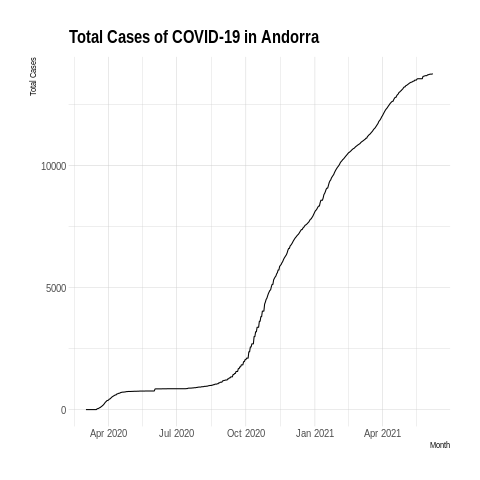 Total Cases of COVID-19 in Andorra
Total Cases
10000
5000
0
Apr 2020 Jul 2020 Oct 2020 Jan 2021 Apr 2021
Month